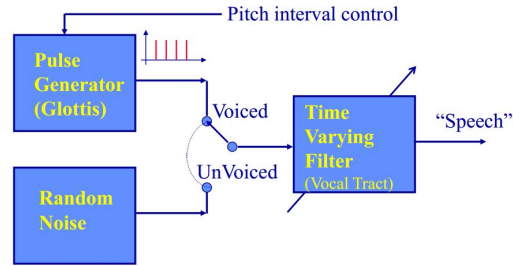 Pitch interval control
Pulse
Generator
(Glottis)
Voiced
UnVoiced
Random
Noise
Time
Varying
Filter
(Vocal Tract)
“Speech”